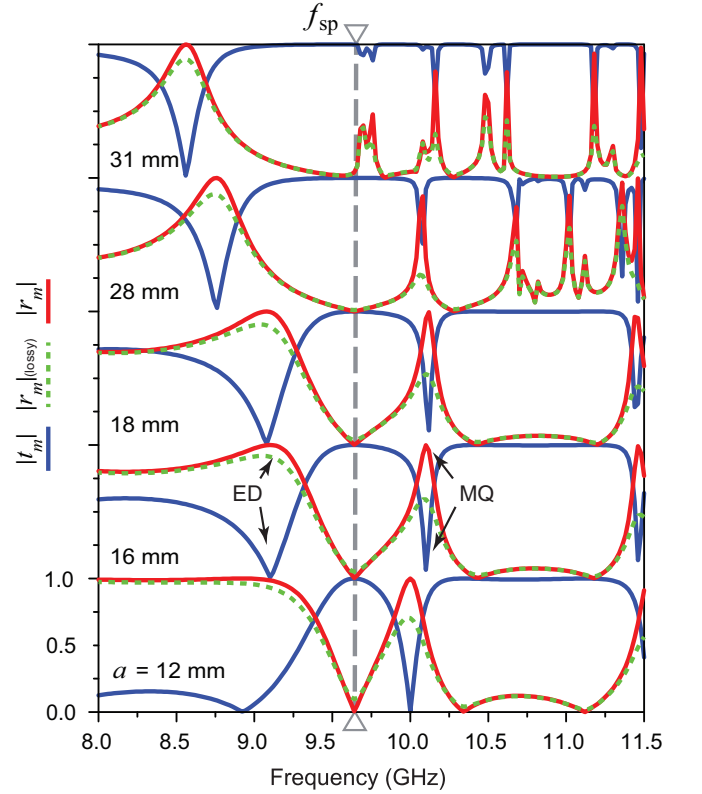 f_sp
31 mm
28 mm
18 mm
ED
MQ
16 mm
a = 12 mm
|t_m| |r_m|^(lossy) |r_m|
1.0
0.5
0.0
8.0 8.5 9.0 9.5 10.0 10.5 11.0 11.5
Frequency (GHz)